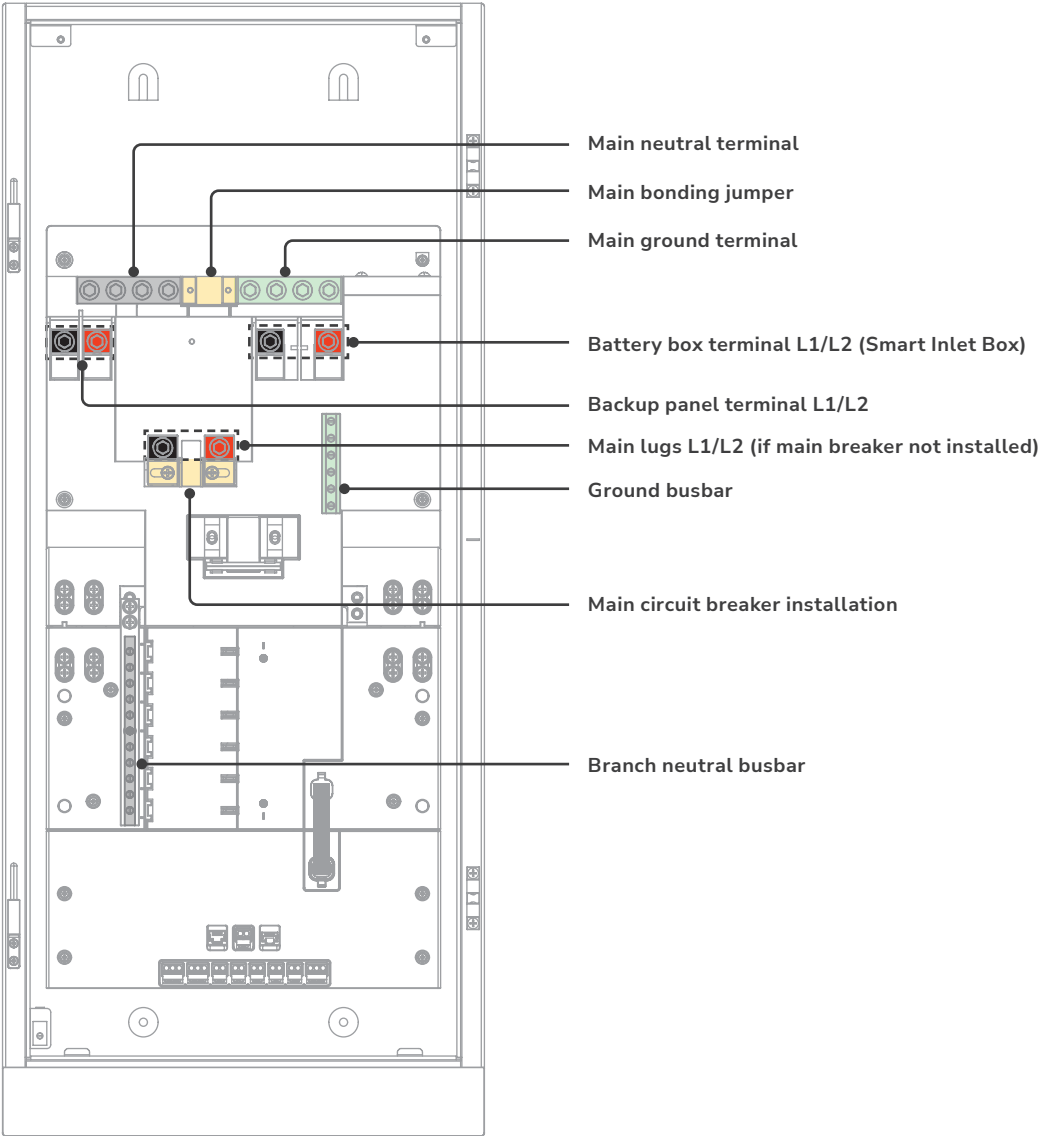 Main neutral terminal
Main bonding jumper
Main ground terminal
Battery box terminal L1/L2 (Smart Inlet Box)
Backup panel terminal L1/L2
Main lugs L1/L2 (if main breaker not installed)
Ground busbar
Main circuit breaker installation
Branch neutral busbar